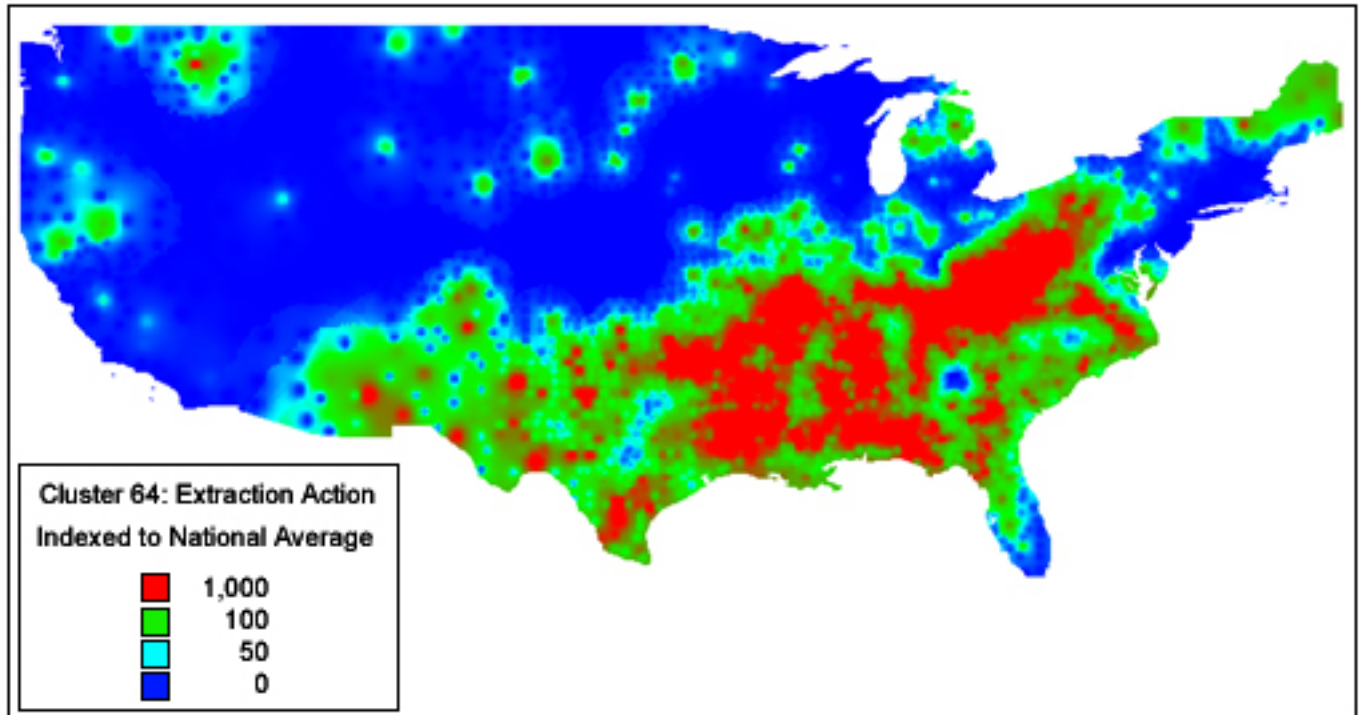 Cluster 64: Extraction Action
Indexed to National Average
1,000
100
50
0